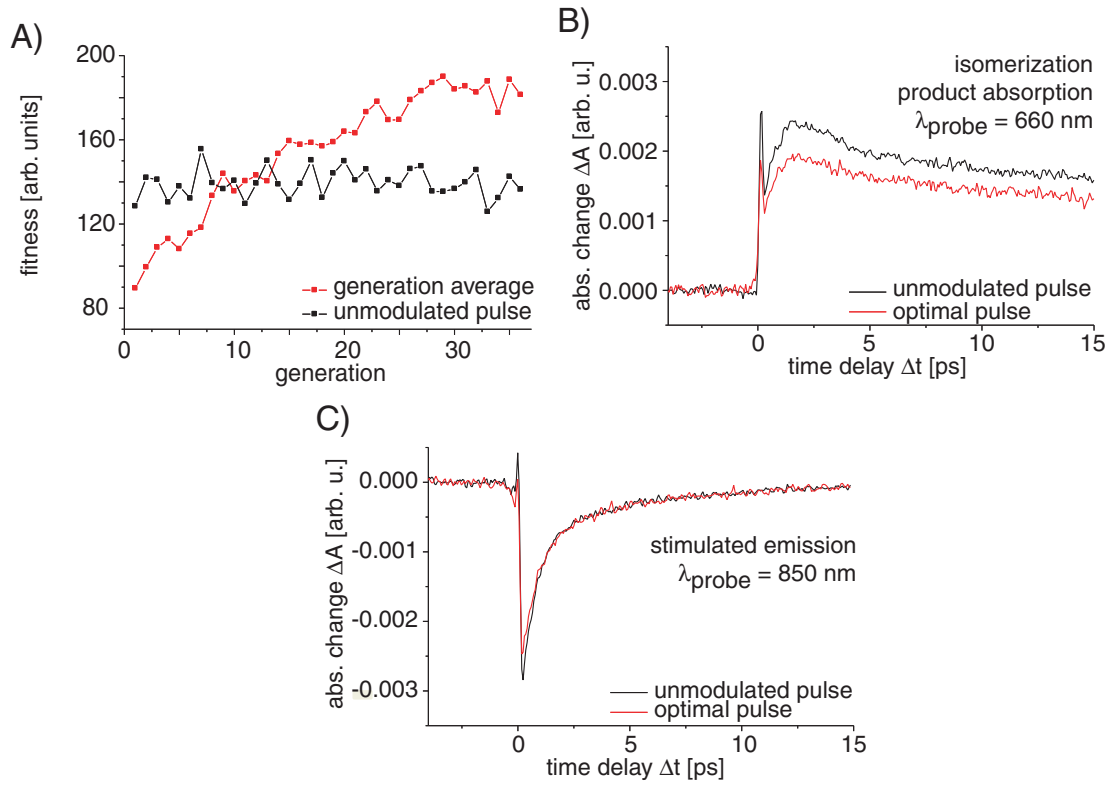 A)
200
160
120
80
fitness [arb. units]
generation average
unmodulated pulse
0
10
20
30
generation
B)
isomerization
product absorption
λprobe = 660 nm
0.003
0.002
0.001
0.000
abs. change ΔA [arb. u.]
unmodulated pulse
optimal pulse
0
5
10
15
time delay Δt [ps]
C)
0.000
-0.001
-0.002
-0.003
abs. change ΔA [arb. u.]
stimulated emission
λprobe = 850 nm
unmodulated pulse
optimal pulse
0
5
10
15
time delay Δt [ps]